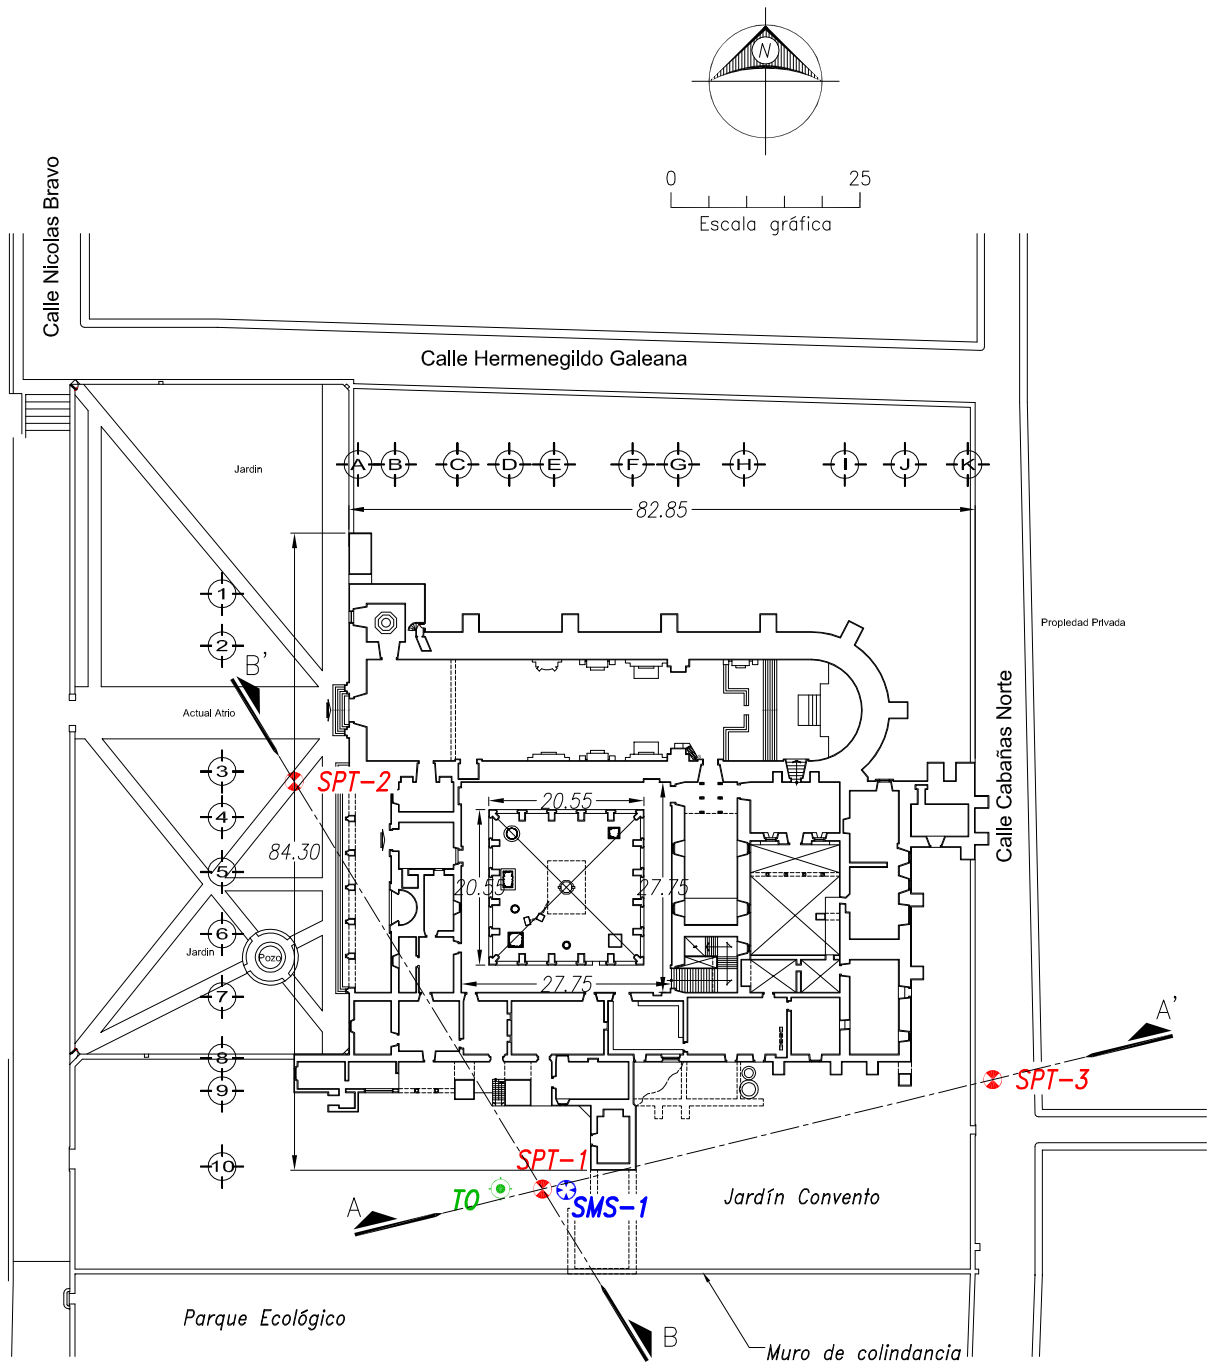 N
0 25
Escala gráfica
Calle Nicolas Bravo
Calle Hermenegildo Galeana
Jardin
A B C D E F G H I J K
82.85
1
2
Propiedad Privada
B'
Actual Atrio
Calle Cabañas Norte
3
SPT-2
20.55
4
84.30
5
20.55
27.75
6
Jardin
Pozo
27.75
7
A'
8
SPT-3
9
SPT-1
10
TO
SMS-1
Jardín Convento
A
Parque Ecológico
B
Muro de colindancia